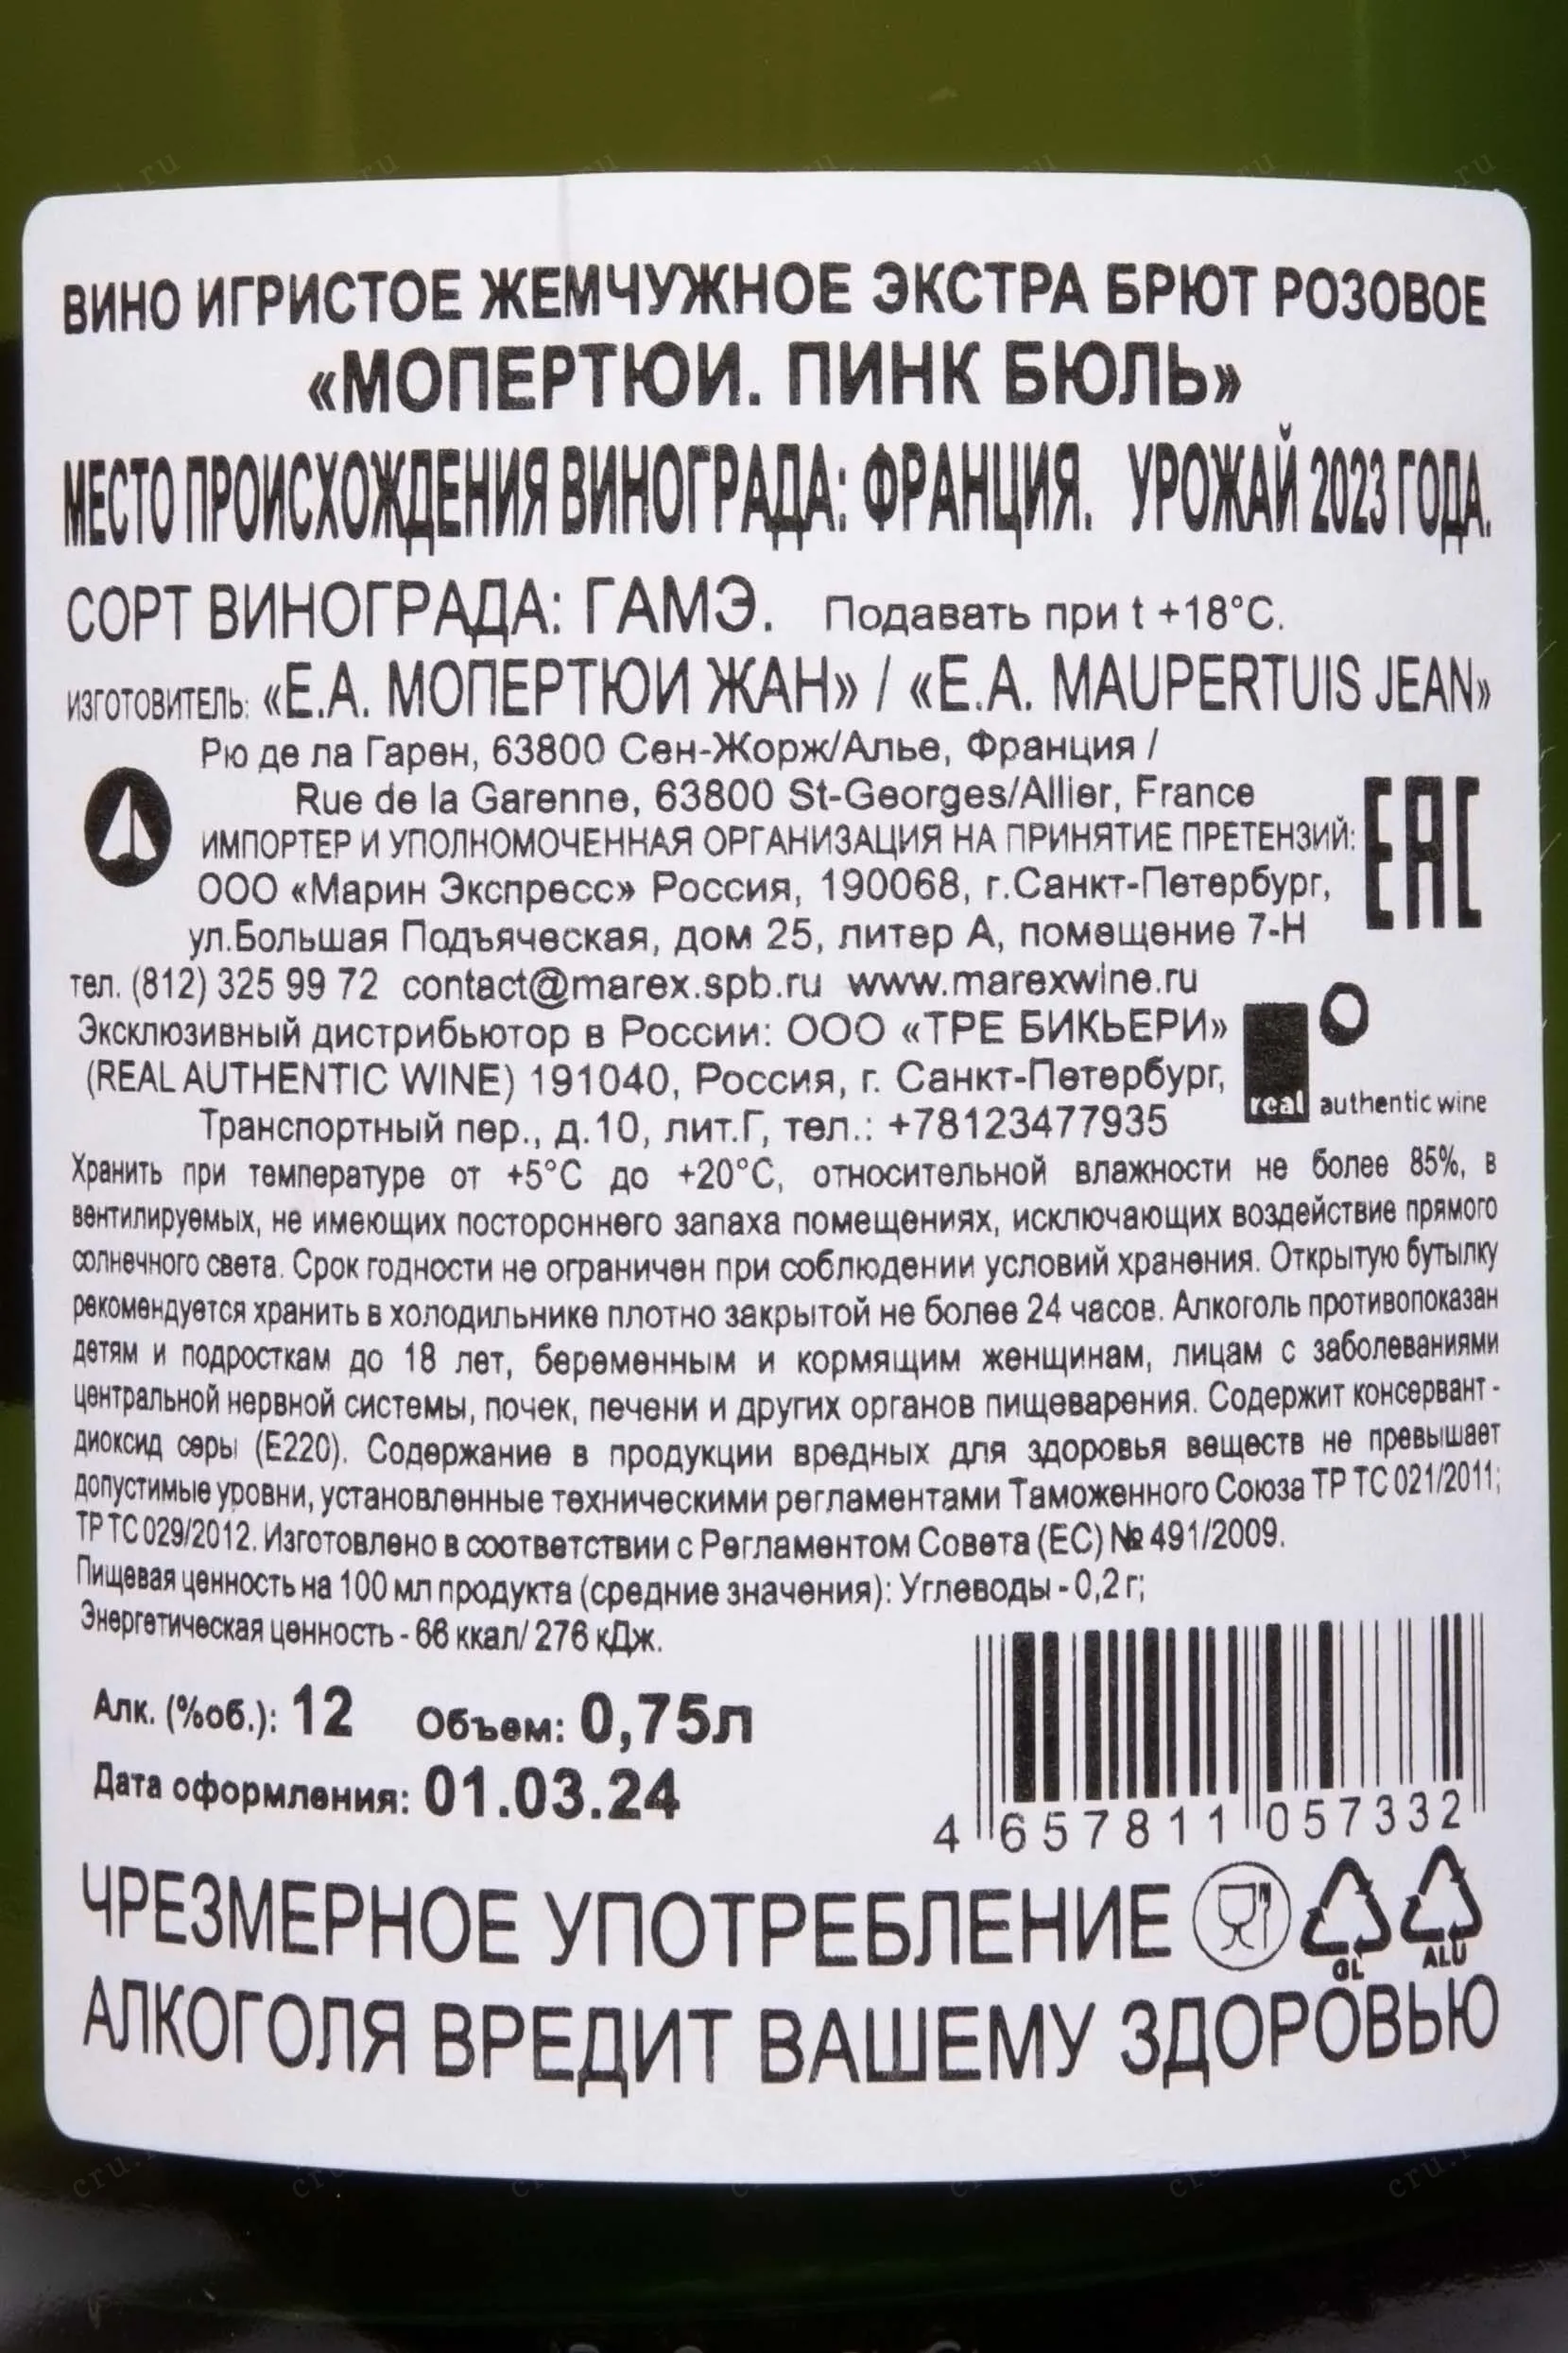 ВИНО ИГРИСТОЕ ЖЕМЧУЖНОЕ ЭКСТРА БРЮТ РОЗОВОЕ
«МОПЕРТЮИ. ПИНК БЮЛЬ»
МЕСТО ПРОИСХОЖДЕНИЯ ВИНОГРАДА: ФРАНЦИЯ. УРОЖАЙ 2023 ГОДА.
СОРТ ВИНОГРАДА: ГАМЭ. Подавать при t +18°C.
ИЗГОТОВИТЕЛЬ: «Е.А. МОПЕРТЮИ ЖАН» / «E.A. MAUPERTUIS JEAN»
Рю де ла Гарен, 63800 Сен-Жорж/Алье, Франция /
Rue de la Garenne, 63800 St-Georges/Allier, France
ИМПОРТЕР И УПОЛНОМОЧЕННАЯ ОРГАНИЗАЦИЯ НА ПРИНЯТИЕ ПРЕТЕНЗИЙ:
EAC
ООО «Марин Экспресс» Россия, 190068, г.Санкт-Петербург,
ул.Большая Подъяческая, дом 25, литер А, помещение 7-Н
тел. (812) 325 99 72 contact@marex.spb.ru www.marexwine.ru
Эксклюзивный дистрибьютор в России: ООО «ТРЕ БИКЬЕРИ»
(REAL AUTHENTIC WINE) 191040, Россия, г. Санкт-Петербург,
real authentic wine
Транспортный пер., д.10, лит.Г, тел.: +78123477935
Хранить при температуре от +5°C до +20°C, относительной влажности не более 85%, в
вентилируемых, не имеющих постороннего запаха помещениях, исключающих воздействие прямого
солнечного света. Срок годности не ограничен при соблюдении условий хранения. Открытую бутылку
рекомендуется хранить в холодильнике плотно закрытой не более 24 часов. Алкоголь противопоказан
детям и подросткам до 18 лет, беременным и кормящим женщинам, лицам с заболеваниями
центральной нервной системы, почек, печени и других органов пищеварения. Содержит консервант -
диоксид серы (Е220). Содержание в продукции вредных для здоровья веществ не превышает
допустимые уровни, установленные техническими регламентами Таможенного Союза ТР ТС 021/2011;
ТР ТС 029/2012. Изготовлено в соответствии с Регламентом Совета (ЕС) № 491/2009.
Пищевая ценность на 100 мл продукта (средние значения): Углеводы - 0,2 г;
Энергетическая ценность - 66 ккал/ 276 кДж.
Алк. (%об.): 12 Объем: 0,75л
Дата оформления: 01.03.24
4 657811 057332
ЧРЕЗМЕРНОЕ УПОТРЕБЛЕНИЕ
GL ALU
АЛКОГОЛЯ ВРЕДИТ ВАШЕМУ ЗДОРОВЬЮ